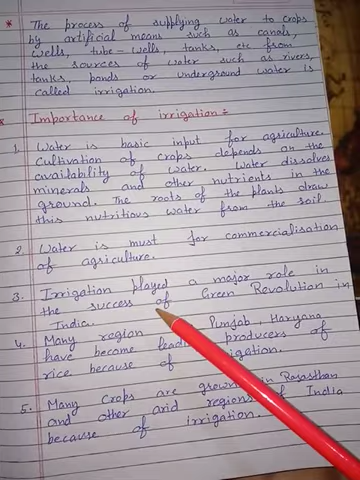 * The process of supplying water to crops
by artificial means such as canals,
wells, tube-wells, tanks, etc from
the sources of water such as rivers,
tanks, ponds or underground water is
called irrigation.
* Importance of irrigation:-
1. Water is basic input for agriculture.
Cultivation of crops depends on the
availability of water. Water dissolves
minerals and other nutrients in the
ground. The roots of the plants draw
this nutritious water from the soil.
2. Water is must for commercialisation
of agriculture.
3. Irrigation played a major role in
the success of Green Revolution in
India.
4. Many region Punjab, Haryana
have become producers of
rice because of
5. Many Crops are grown in Rajasthan
and other arid regions of India
because of irrigation.